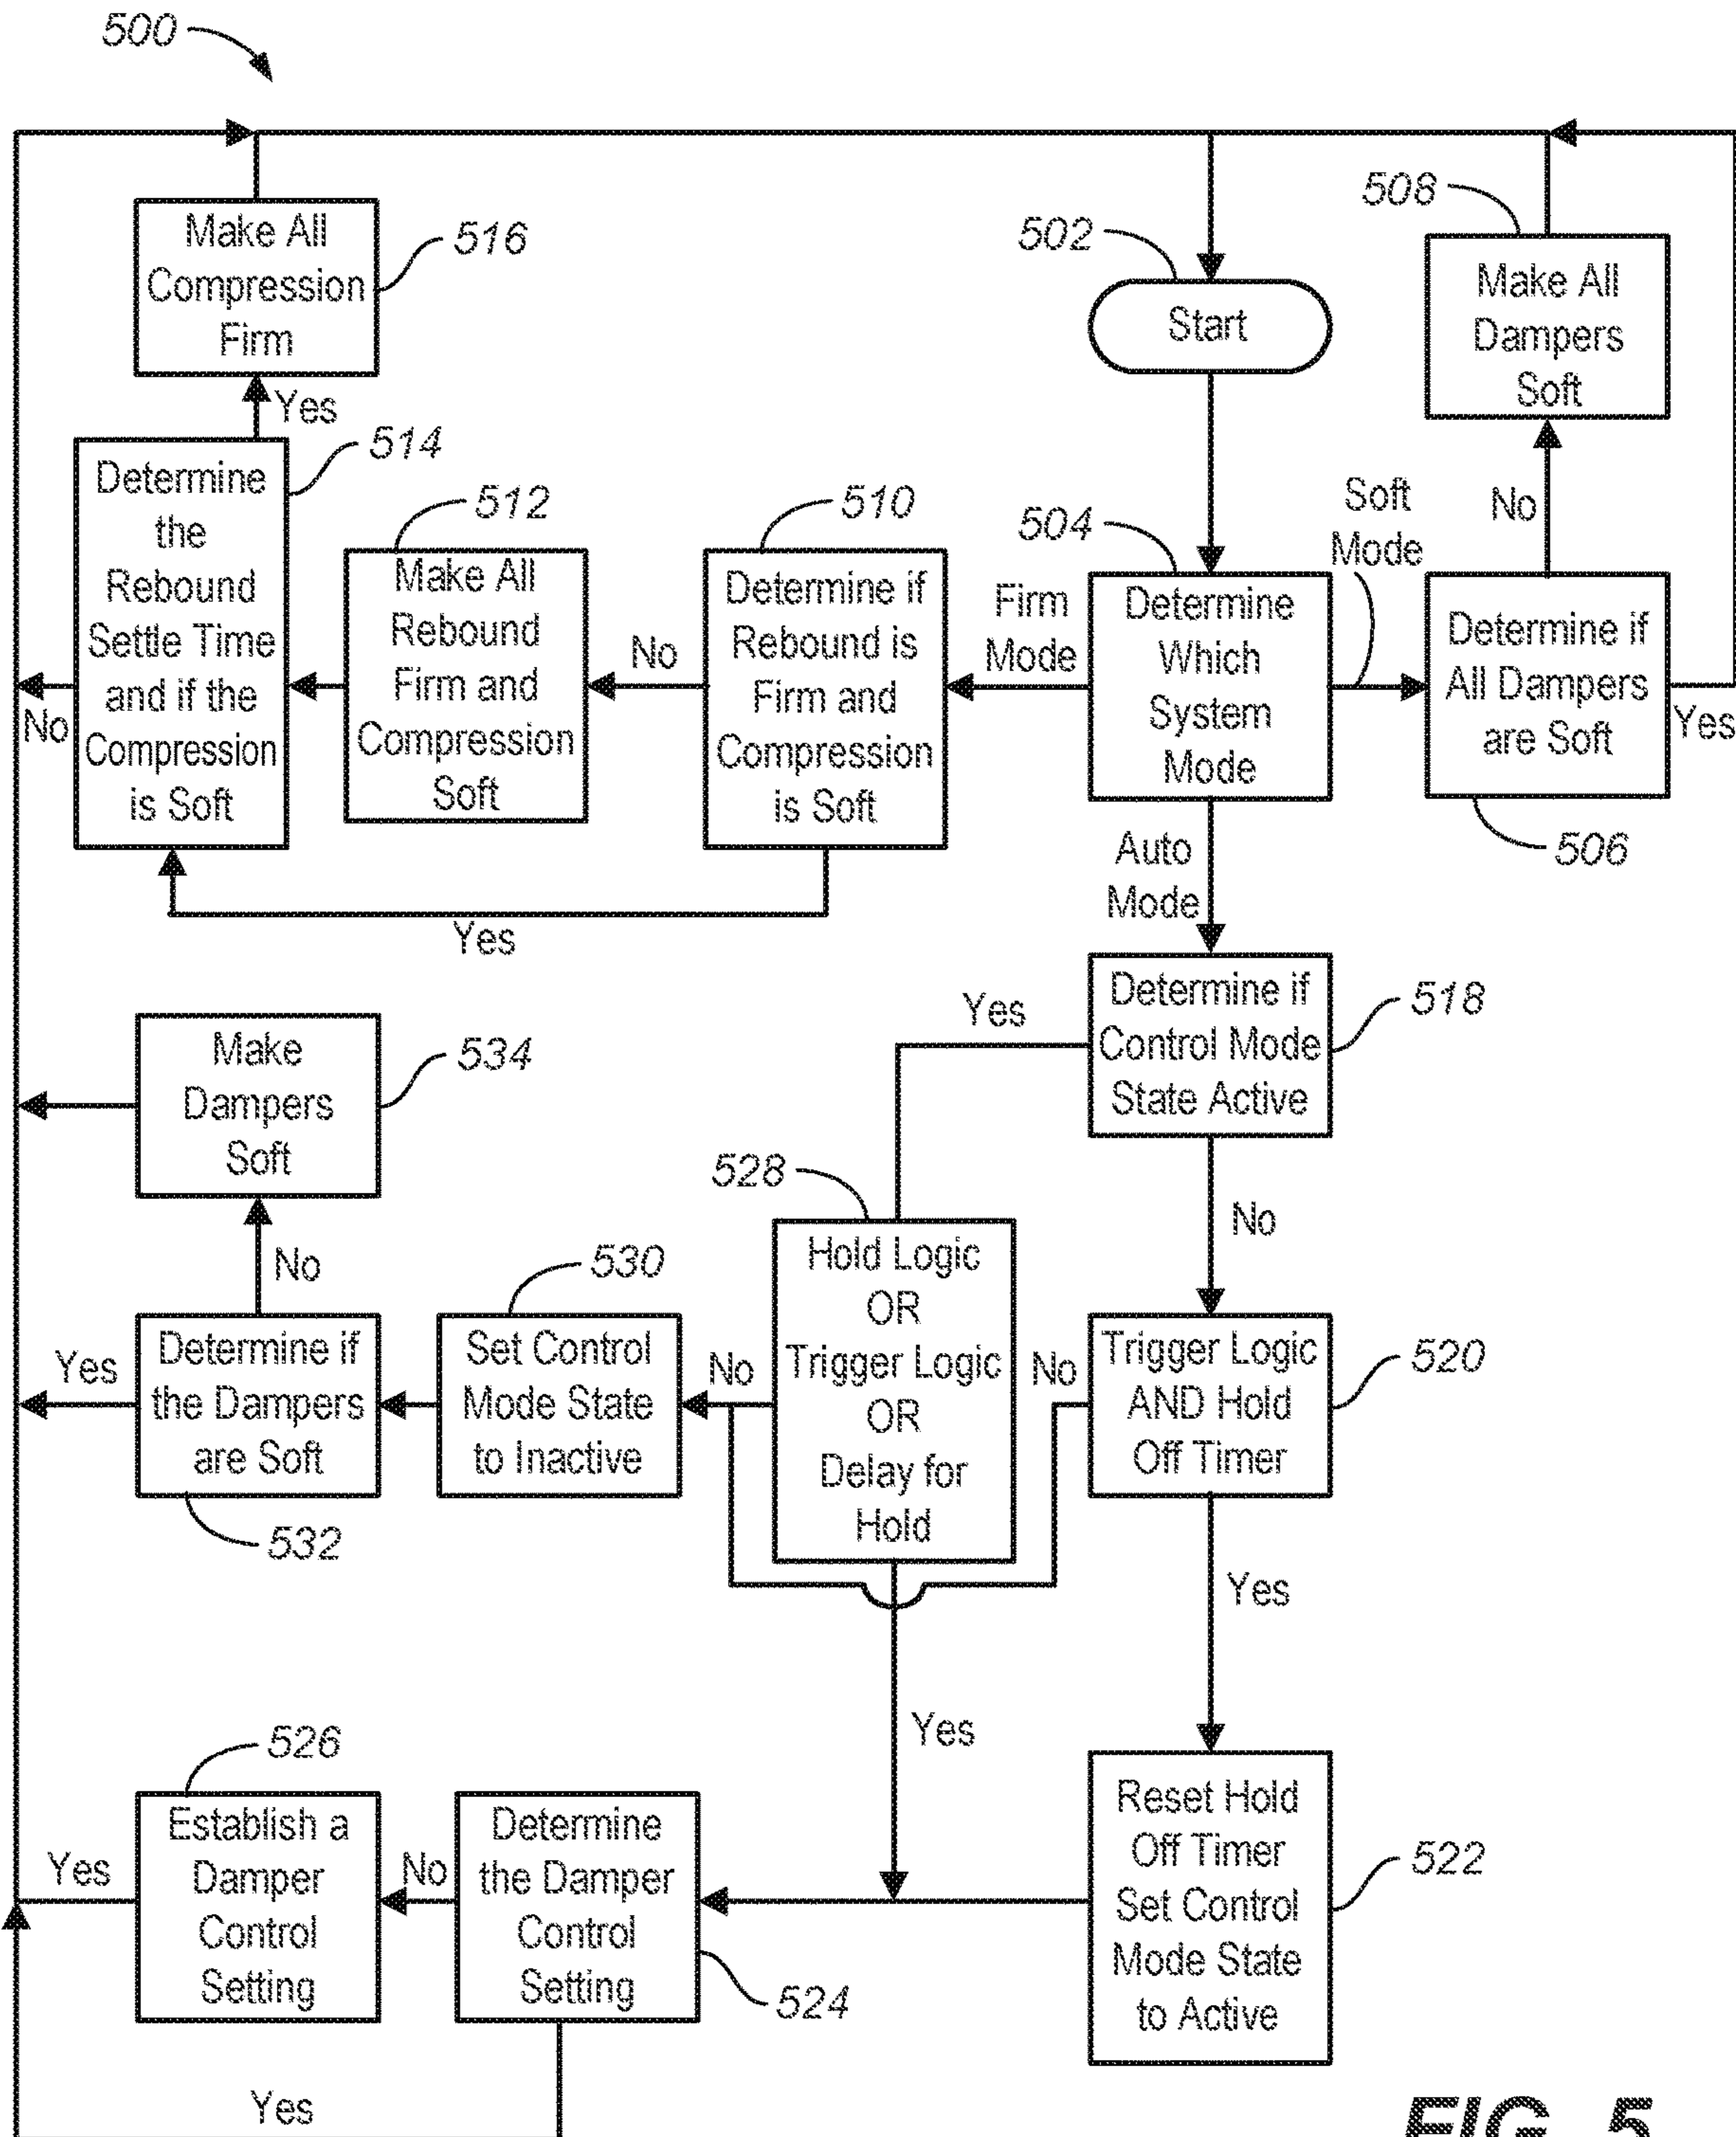 500
Make All
Compression
Firm
516
502
Start
508
Make All
Dampers
Soft
Yes
Determine
the
Rebound
Settle Time
and if the
Compression
is Soft
514
No
512
Make All
Rebound
Firm and
Compression
Soft
No
510
Determine if
Rebound is
Firm and
Compression
is Soft
Yes
Firm
Mode
504
Determine
Which
System
Mode
Soft
Mode
No
Determine if
All Dampers
are Soft
Yes
506
Auto
Mode
Determine if
Control Mode
State Active
518
Yes
No
Make
Dampers
Soft
534
No
Yes
Determine if
the Dampers
are Soft
532
530
Set Control
Mode State
to Inactive
No
528
Hold Logic
OR
Trigger Logic
OR
Delay for
Hold
No
Trigger Logic
AND Hold
Off Timer
520
Yes
Yes
526
Establish a
Damper
Control
Setting
Yes
No
Determine
the Damper
Control
Setting
524
Reset Hold
Off Timer
Set Control
Mode State
to Active
522
Yes
FIG. 5